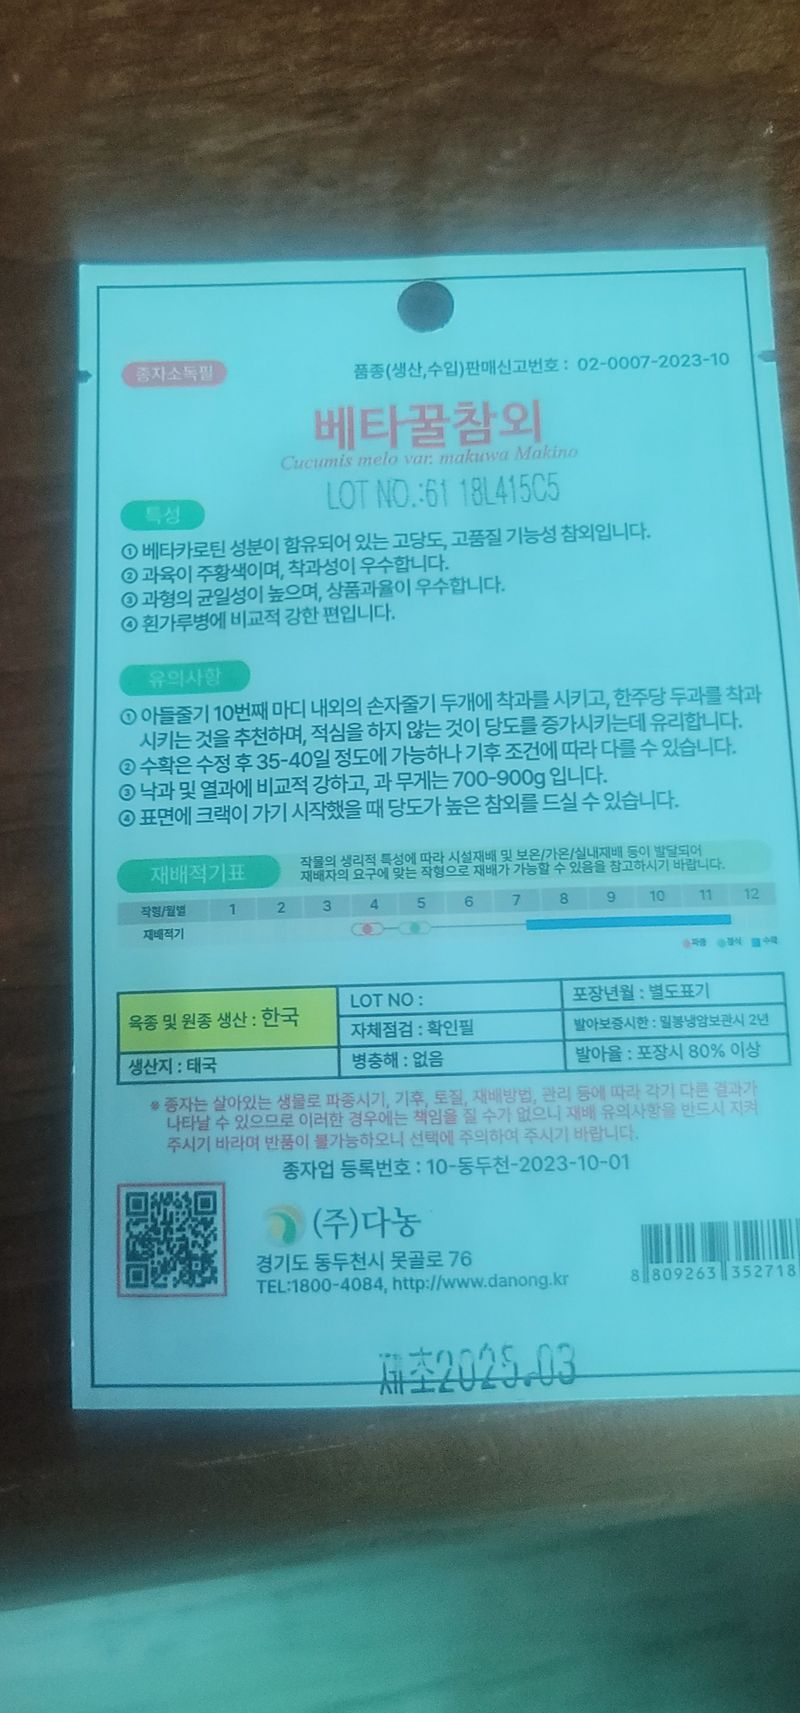 종자소독필
품종(생산,수입)판매신고번호 : 02-0007-2023-10
베타꿀참외
Cucumis melo var. makuwa Makino
LOT NO.:61 18L415C5
특성
① 베타카로틴 성분이 함유되어 있는 고당도, 고품질 기능성 참외입니다.
② 과육이 주황색이며, 착과성이 우수합니다.
③ 과형의 균일성이 높으며, 상품과율이 우수합니다.
④ 흰가루병에 비교적 강한 편입니다.
유의사항
① 아들줄기 10번째 마디 내외의 손자줄기 두개에 착과를 시키고, 한주당 두과를 착과
시키는 것을 추천하며, 적심을 하지 않는 것이 당도를 증가시키는데 유리합니다.
② 수확은 수정 후 35-40일 정도에 가능하나 기후 조건에 따라 다를 수 있습니다.
③ 낙과 및 열과에 비교적 강하고, 과 무게는 700-900g 입니다.
④ 표면에 크랙이 가기 시작했을 때 당도가 높은 참외를 드실 수 있습니다.
재배적기표
작물의 생리적 특성에 따라 시설재배 및 보온/가온/실내재배 등이 발달되어
재배자의 요구에 맞는 작형으로 재배가 가능할 수 있음을 참고하시기 바랍니다.
작형/월별 1 2 3 4 5 6 7 8 9 10 11 12
재배적기
파종 정식 수확
육종 및 원종 생산 : 한국
LOT NO :
포장년월 : 별도표기
자체점검 : 확인필
발아보증시한 : 밀봉냉암보관시 2년
생산지 : 태국
병충해 : 없음
발아율 : 포장시 80% 이상
※ 종자는 살아있는 생물로 파종시기, 기후, 토질, 재배방법, 관리 등에 따라 각기 다른 결과가
나타날 수 있으므로 이러한 경우에는 책임을 질 수가 없으니 재배 유의사항을 반드시 지켜
주시기 바라며 반품이 불가능하오니 선택에 주의하여 주시기 바랍니다.
종자업 등록번호 : 10-동두천-2023-10-01
(주)다농
경기도 동두천시 못골로 76
TEL:1800-4084, http://www.danong.kr
8 809263 352718
제조2025.03